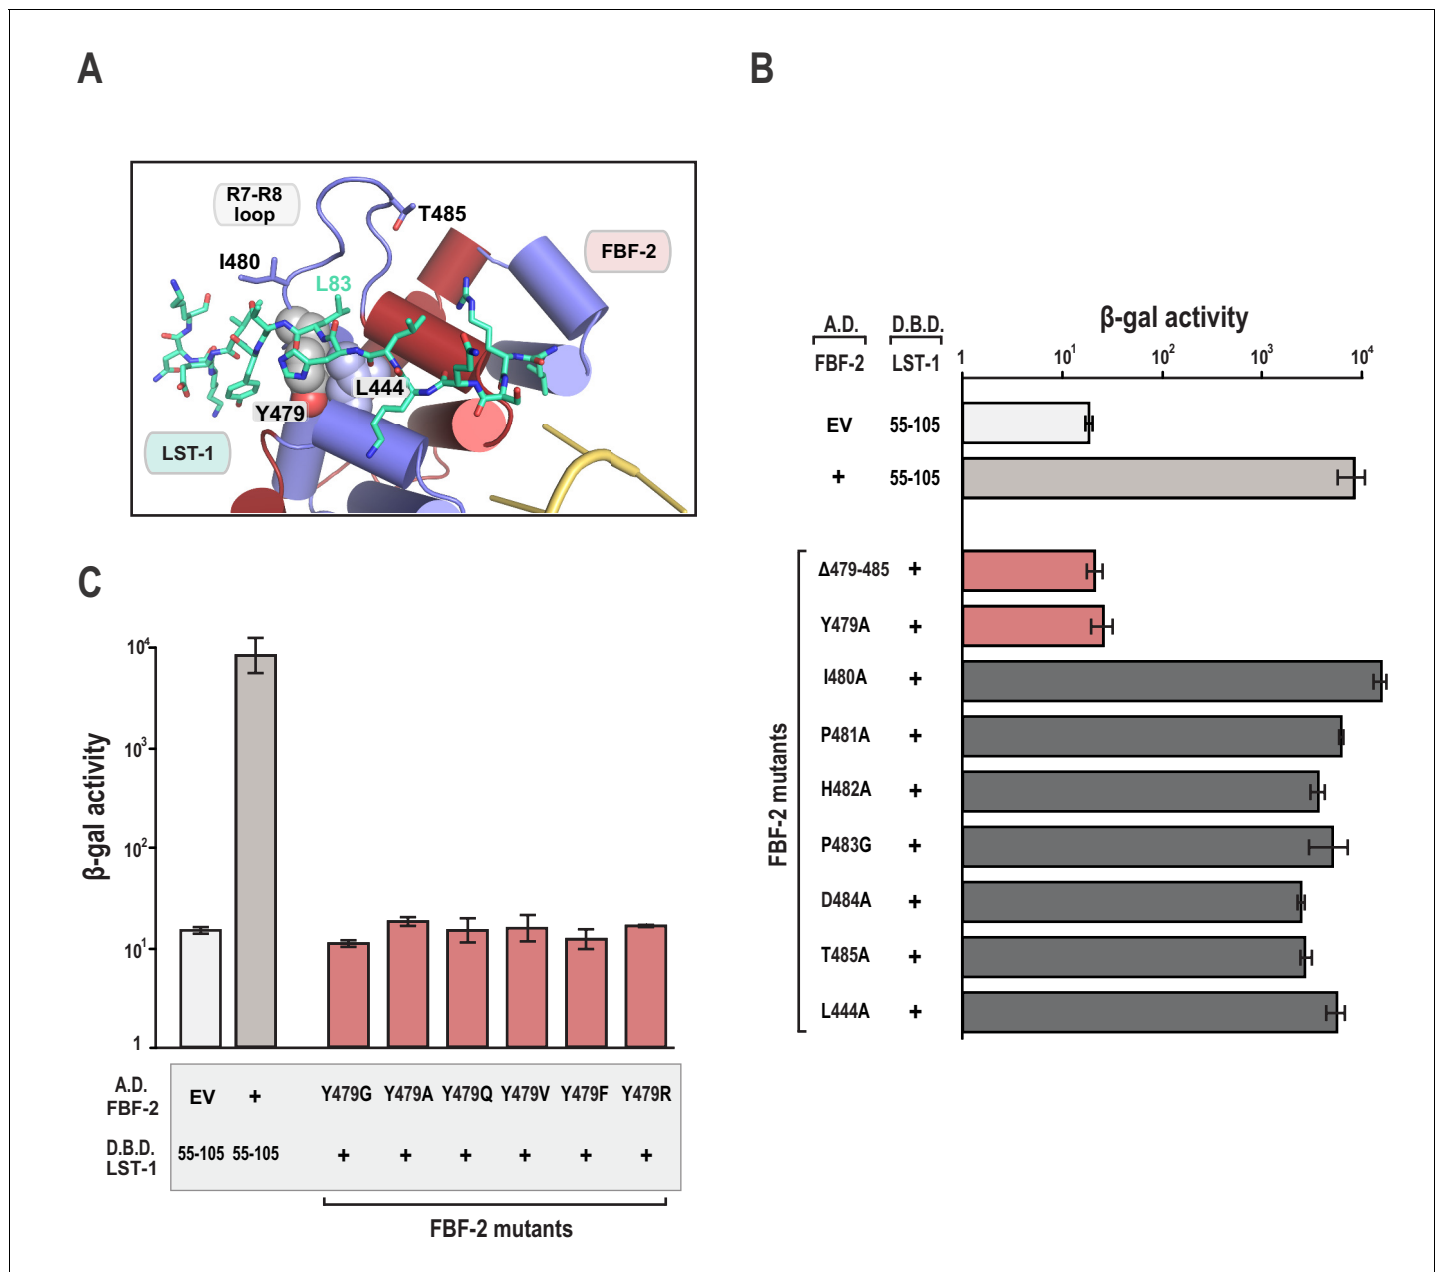 A
R7-R8
loop
T485
FBF-2
I480
L83
L444
Y479
LST-1
B
β-gal activity
A.D.
D.B.D.
FBF-2
LST-1
1
10¹
10²
10³
10⁴
EV
55-105
+
55-105
Δ479-485
+
Y479A
+
I480A
+
P481A
+
H482A
+
P483G
+
D484A
+
T485A
+
L444A
+
FBF-2 mutants
C
β-gal activity
10⁴
10³
10²
10¹
1
A.D.
FBF-2
EV
+
Y479G
Y479A
Y479Q
Y479V
Y479F
Y479R
D.B.D.
LST-1
55-105
55-105
+
+
+
+
+
+
FBF-2 mutants